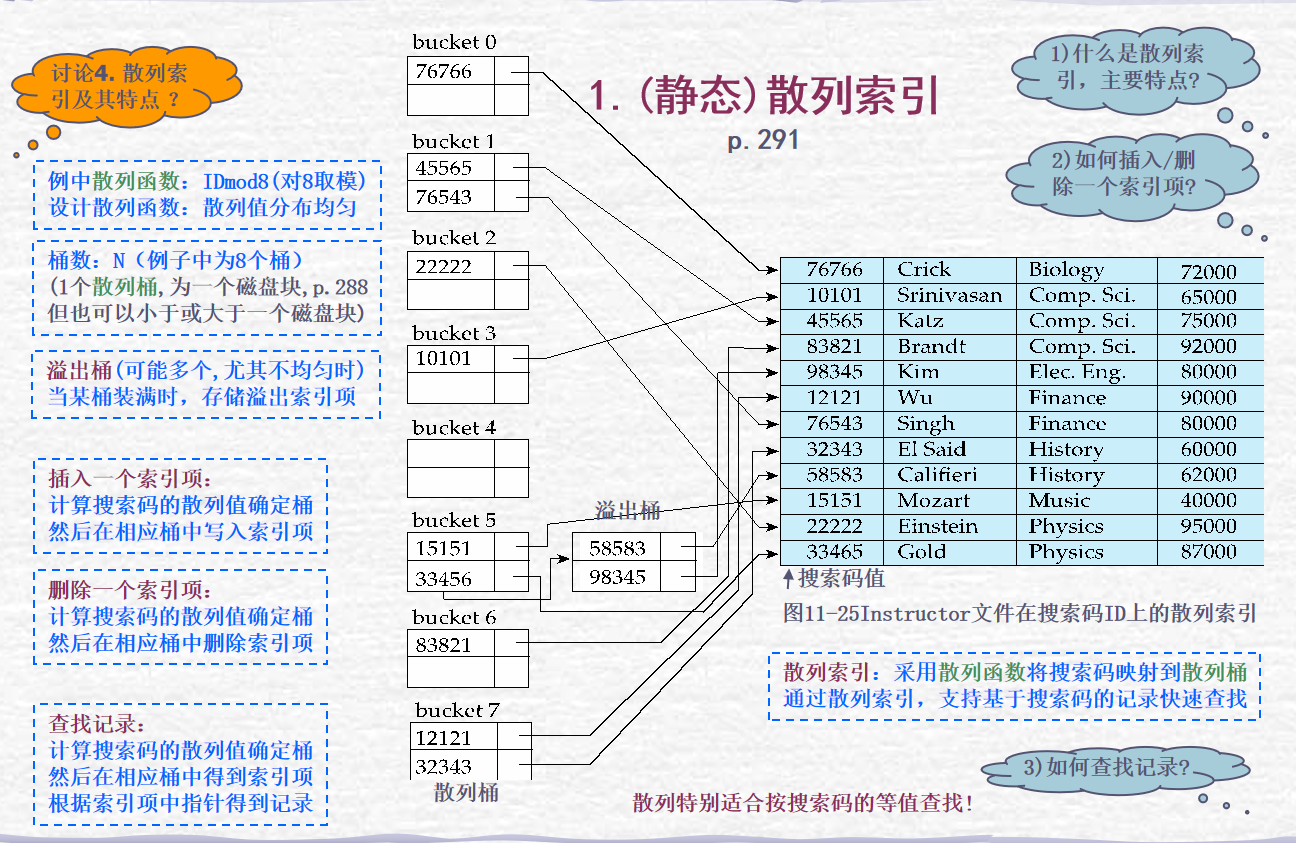 讨论4. 散列索
引及其特点 ？
1.(静态)散列索引
p.291
1)什么是散列索
引，主要特点?
2)如何插入/删
除一个索引项?
例中散列函数：IDmod8(对8取模)
设计散列函数：散列值分布均匀
桶数：N（例子中为8个桶）
(1个散列桶,为一个磁盘块,p.288
但也可以小于或大于一个磁盘块)
溢出桶(可能多个,尤其不均匀时)
当某桶装满时，存储溢出索引项
插入一个索引项：
计算搜索码的散列值确定桶
然后在相应桶中写入索引项
删除一个索引项：
计算搜索码的散列值确定桶
然后在相应桶中删除索引项
查找记录：
计算搜索码的散列值确定桶
然后在相应桶中得到索引项
根据索引项中指针得到记录
bucket 0
76766
bucket 1
45565
76543
bucket 2
22222
bucket 3
10101
bucket 4
bucket 5
15151
33456
溢出桶
58583
98345
bucket 6
83821
bucket 7
12121
32343
散列桶
76766 Crick Biology 72000
10101 Srinivasan Comp. Sci. 65000
45565 Katz Comp. Sci. 75000
83821 Brandt Comp. Sci. 92000
98345 Kim Elec. Eng. 80000
12121 Wu Finance 90000
76543 Singh Finance 80000
32343 El Said History 60000
58583 Califieri History 62000
15151 Mozart Music 40000
22222 Einstein Physics 95000
33465 Gold Physics 87000
搜索码值
图11-25Instructor文件在搜索码ID上的散列索引
散列索引：采用散列函数将搜索码映射到散列桶
通过散列索引，支持基于搜索码的记录快速查找
3)如何查找记录?
散列特别适合按搜索码的等值查找!